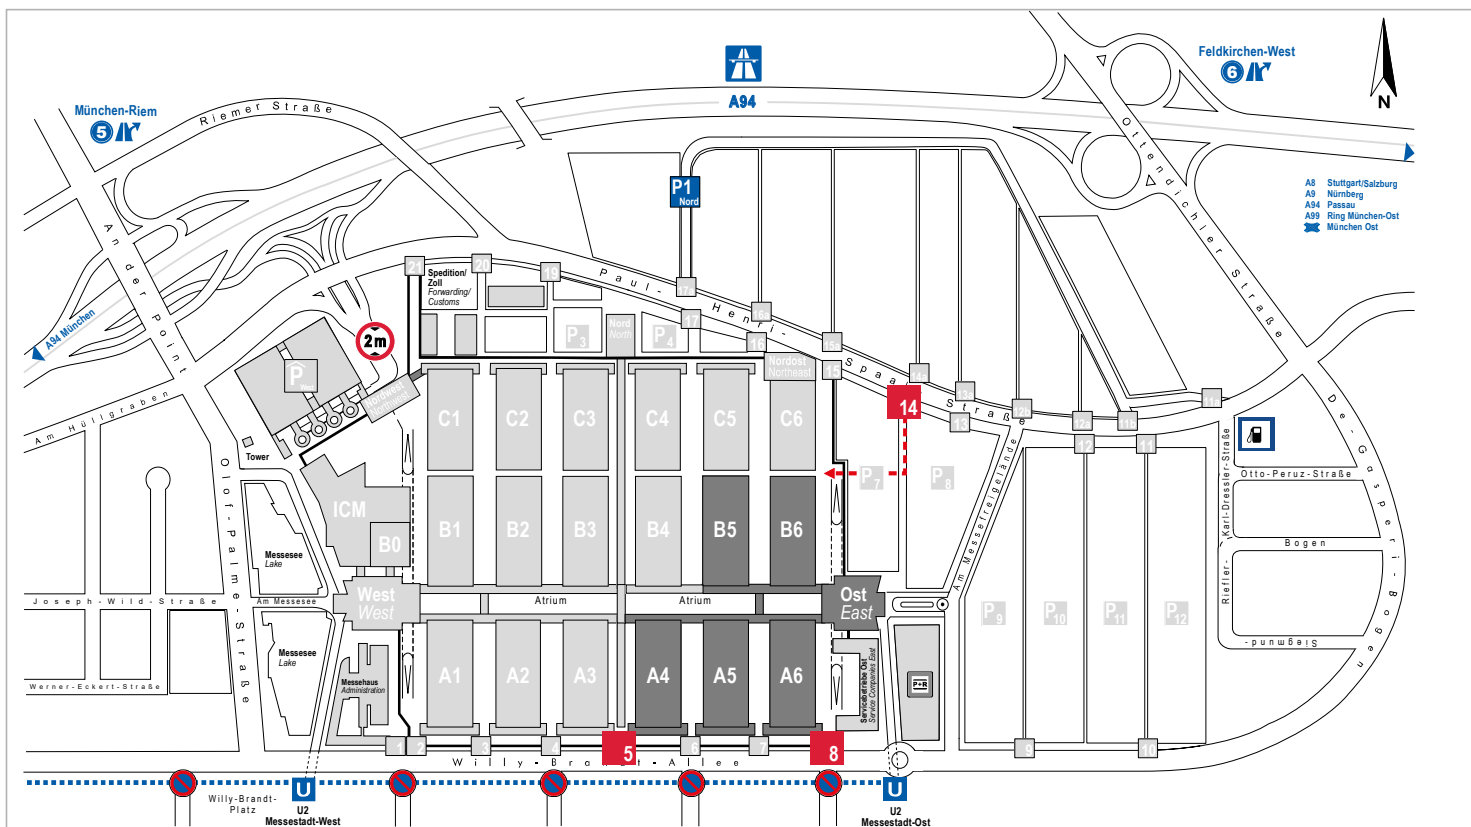 Feldkirchen-West
6
A94
N
München-Riem
5
Riemer Straße
Ottendichler Straße
A8 Stuttgart/Salzburg
A9 Nürnberg
A94 Passau
A99 Ring München-Ost
München Ost
P1
Nord
An der Point
A94 München
Paul-Henri-Spaak-Straße
21
20
19
17a
17
16a
16
15a
15
14a
14
13a
13
12b
12a
12
11b
11a
11
Spedition/
Zoll
Forwarding/
Customs
P3
Nord
North
P4
Nordost
Northeast
2m
P
West
Nordwest
Northwest
Am Hüllgraben
Tower
C1
C2
C3
C4
C5
C6
P7
P8
De-Gasperi-Bogen
Karl-Dressler-Straße
Otto-Peruz-Straße
Am Messefreigelände
Olof-Palme-Straße
ICM
B0
B1
B2
B3
B4
B5
B6
Bogen
Riefler-
Messesee
Lake
Joseph-Wild-Straße
Am Messesee
West
West
Atrium
Atrium
Ost
East
P9
P10
P11
P12
Siegmund-
Messesee
Lake
Werner-Eckert-Straße
Messehaus
Administration
A1
A2
A3
A4
A5
A6
Servicebetriebe Ost
Service Companies East
P+R
1
2
3
4
5
6
7
8
9
10
Willy-Brandt-Allee
Willy-Brandt-
Platz
U
U2
Messestadt-West
U
U2
Messestadt-Ost